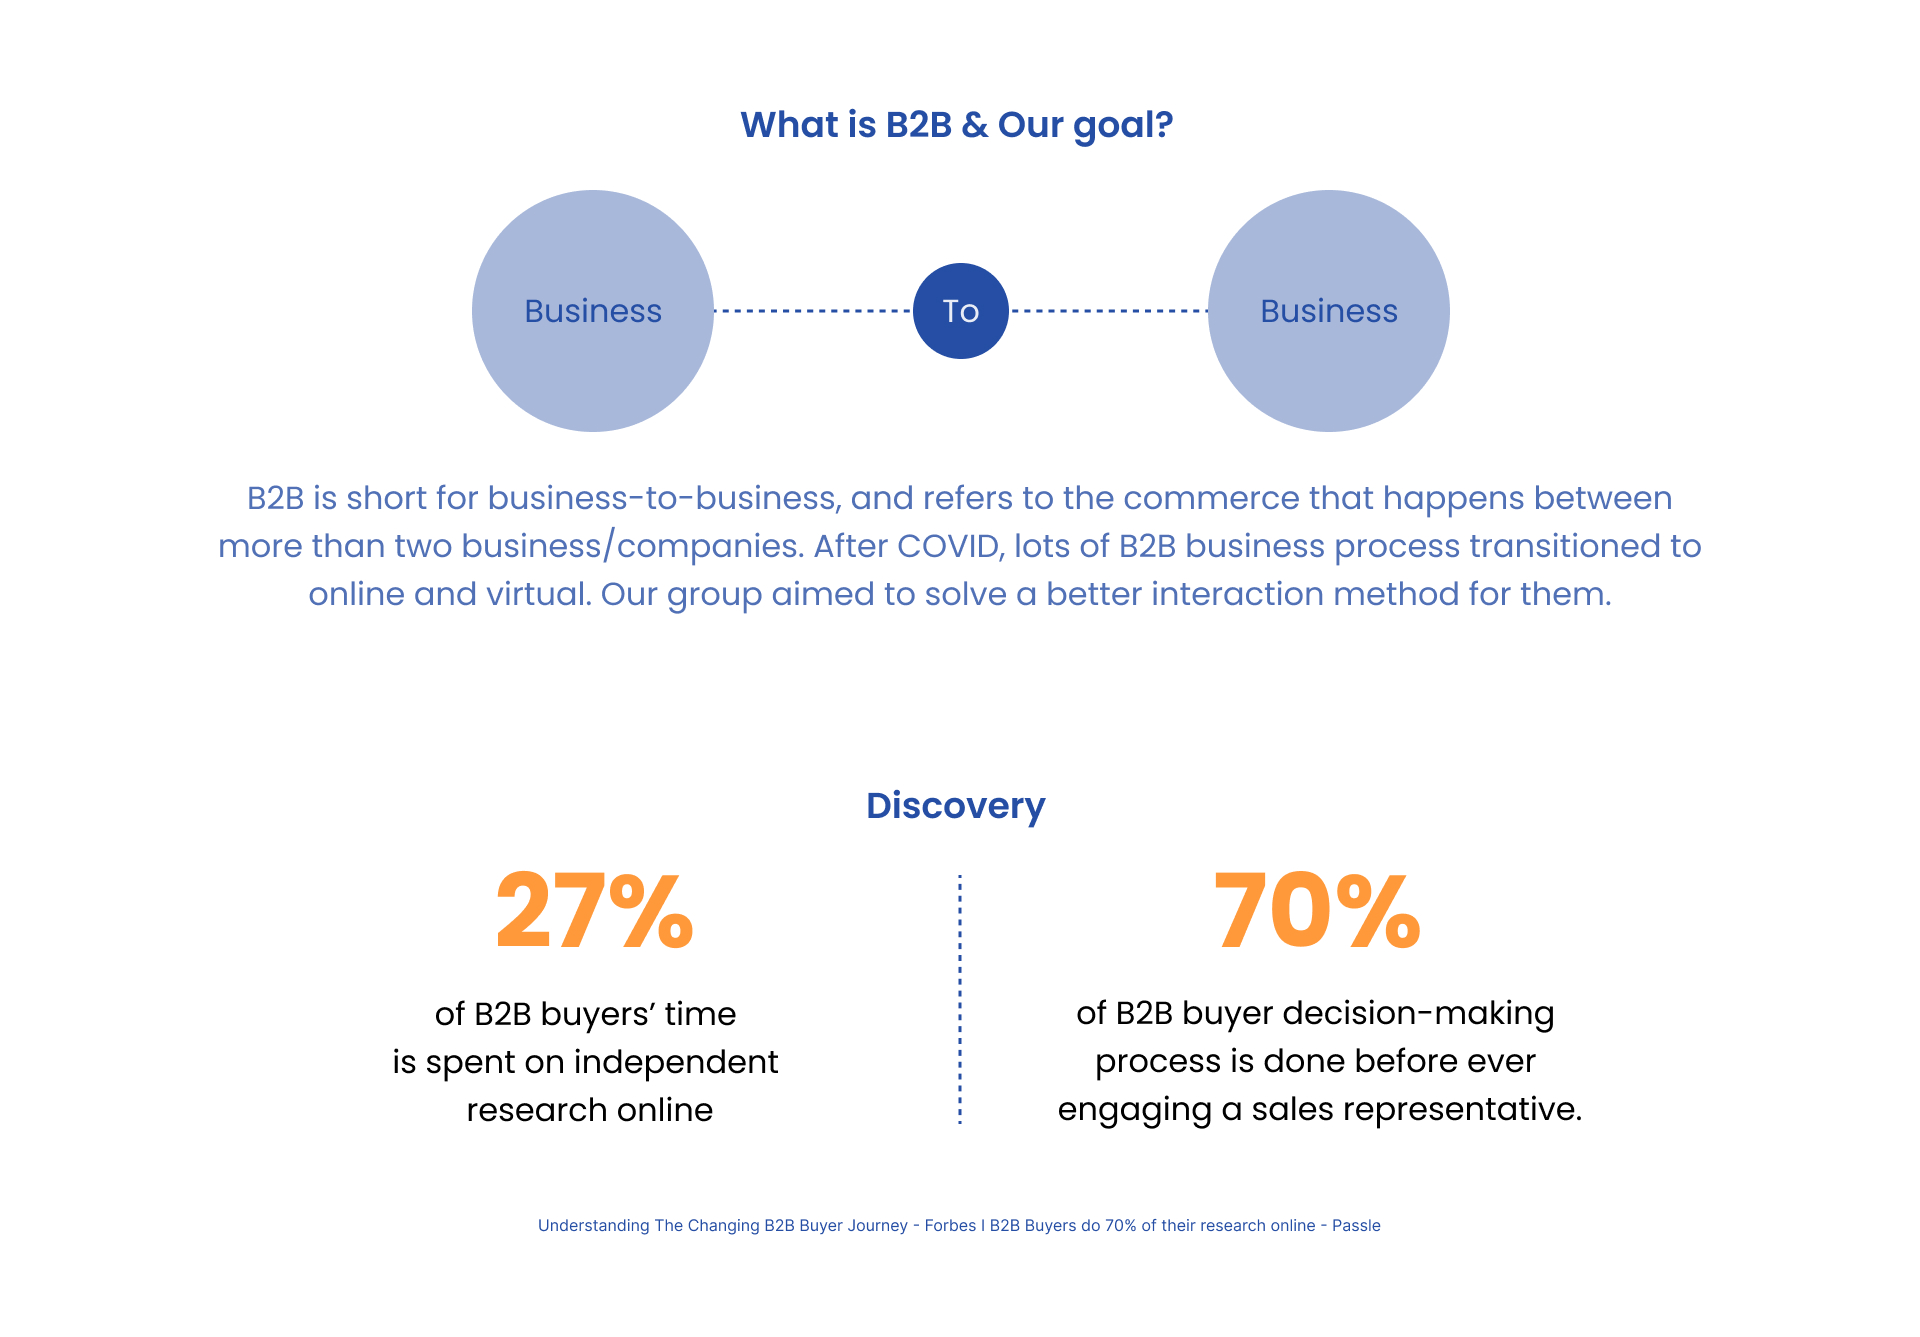 What is B2B & Our goal?
Business
To
Business
B2B is short for business-to-business, and refers to the commerce that happens between
more than two business/companies. After COVID, lots of B2B business process transitioned to
online and virtual. Our group aimed to solve a better interaction method for them.
Discovery
27%
of B2B buyers’ time
is spent on independent
research online
70%
of B2B buyer decision-making
process is done before ever
engaging a sales representative.
Understanding The Changing B2B Buyer Journey - Forbes I B2B Buyers do 70% of their research online - Passle